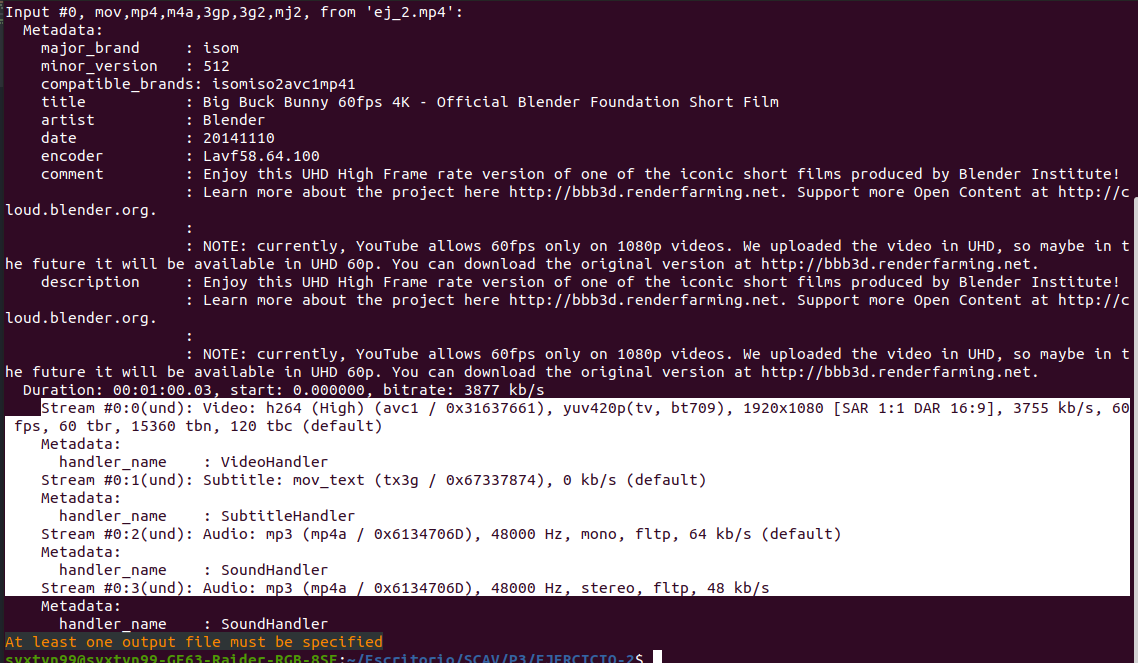 Input #0, mov,mp4,m4a,3gp,3g2,mj2, from 'ej_2.mp4':
  Metadata:
    major_brand     : isom
    minor_version   : 512
    compatible_brands: isomiso2avc1mp41
    title           : Big Buck Bunny 60fps 4K - Official Blender Foundation Short Film
    artist          : Blender
    date            : 20141110
    encoder         : Lavf58.64.100
    comment         : Enjoy this UHD High Frame rate version of one of the iconic short films produced by Blender Institute!
                    : Learn more about the project here http://bbb3d.renderfarming.net. Support more Open Content at http://c
loud.blender.org.
                    :
                    : NOTE: currently, YouTube allows 60fps only on 1080p videos. We uploaded the video in UHD, so maybe in t
he future it will be available in UHD 60p. You can download the original version at http://bbb3d.renderfarming.net.
    description     : Enjoy this UHD High Frame rate version of one of the iconic short films produced by Blender Institute!
                    : Learn more about the project here http://bbb3d.renderfarming.net. Support more Open Content at http://c
loud.blender.org.
                    :
                    : NOTE: currently, YouTube allows 60fps only on 1080p videos. We uploaded the video in UHD, so maybe in t
he future it will be available in UHD 60p. You can download the original version at http://bbb3d.renderfarming.net.
  Duration: 00:01:00.03, start: 0.000000, bitrate: 3877 kb/s
    Stream #0:0(und): Video: h264 (High) (avc1 / 0x31637661), yuv420p(tv, bt709), 1920x1080 [SAR 1:1 DAR 16:9], 3755 kb/s, 60
 fps, 60 tbr, 15360 tbn, 120 tbc (default)
    Metadata:
      handler_name    : VideoHandler
    Stream #0:1(und): Subtitle: mov_text (tx3g / 0x67337874), 0 kb/s (default)
    Metadata:
      handler_name    : SubtitleHandler
    Stream #0:2(und): Audio: mp3 (mp4a / 0x6134706D), 48000 Hz, mono, fltp, 64 kb/s (default)
    Metadata:
      handler_name    : SoundHandler
    Stream #0:3(und): Audio: mp3 (mp4a / 0x6134706D), 48000 Hz, stereo, fltp, 48 kb/s
    Metadata:
      handler_name    : SoundHandler
At least one output file must be specified
syxtyn99@syxtyn99-GE63-Raider-RGB-8SE:~/Escritorio/SCAV/P3/EJERCICIO-2$